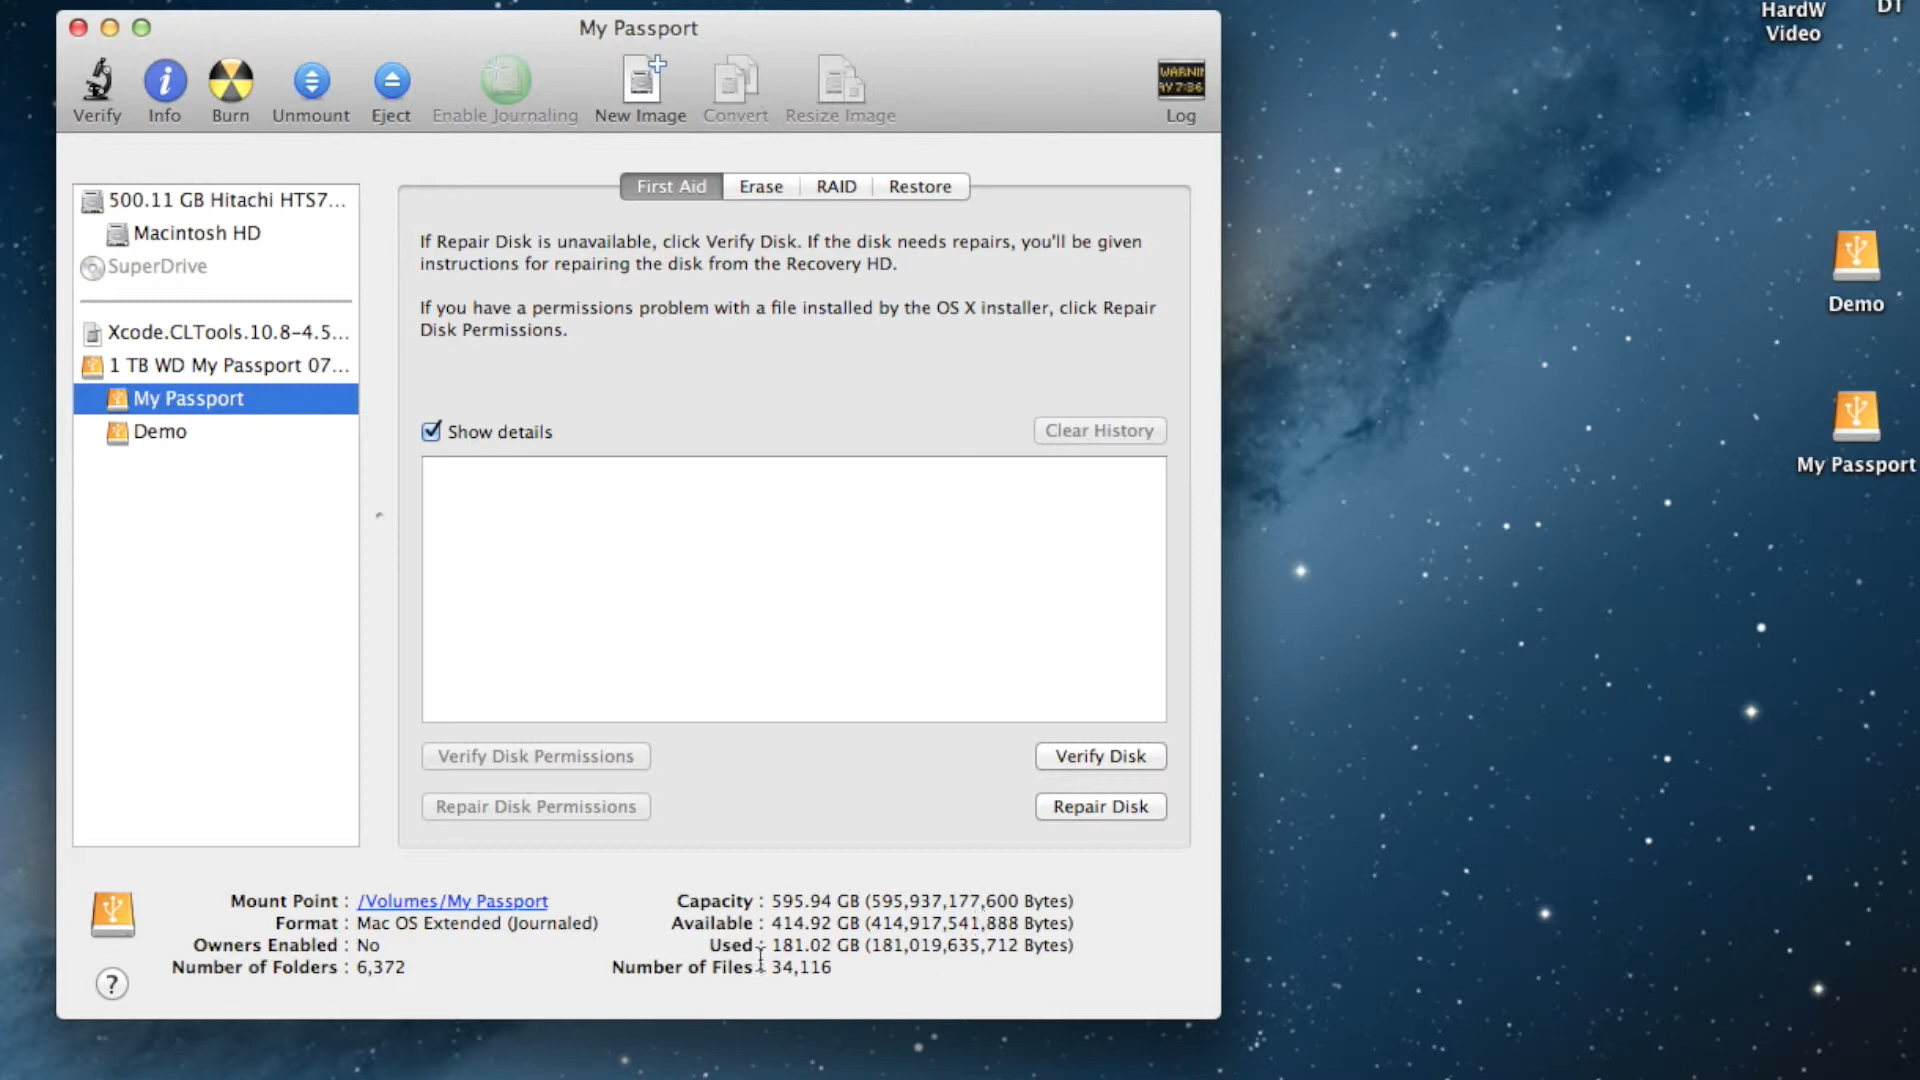 My Passport
Verify
Info
Burn
Unmount
Eject
Enable Journaling
New Image
Convert
Resize Image
WARNIN
AY 7:86
Log
500.11 GB Hitachi HTS7...
Macintosh HD
SuperDrive
Xcode.CLTools.10.8-4.5...
1 TB WD My Passport 07...
My Passport
Demo
First Aid
Erase
RAID
Restore
If Repair Disk is unavailable, click Verify Disk. If the disk needs repairs, you'll be given
instructions for repairing the disk from the Recovery HD.
If you have a permissions problem with a file installed by the OS X installer, click Repair
Disk Permissions.
Show details
Clear History
Verify Disk Permissions
Verify Disk
Repair Disk Permissions
Repair Disk
Mount Point : /Volumes/My Passport
Format : Mac OS Extended (Journaled)
Owners Enabled : No
Number of Folders : 6,372
Capacity : 595.94 GB (595,937,177,600 Bytes)
Available : 414.92 GB (414,917,541,888 Bytes)
Used : 181.02 GB (181,019,635,712 Bytes)
Number of Files : 34,116
?
HardW
Video
Demo
My Passport